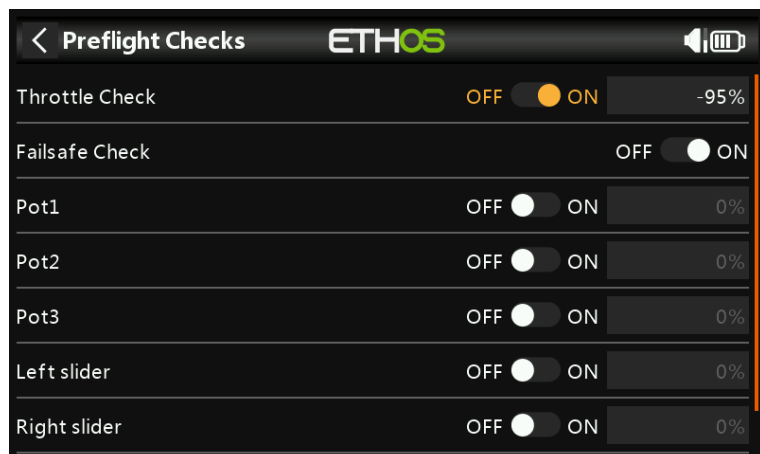 Preflight Checks ETHOS
Throttle Check OFF ON -95%
Failsafe Check OFF ON
Pot1 OFF ON 0%
Pot2 OFF ON 0%
Pot3 OFF ON 0%
Left slider OFF ON 0%
Right slider OFF ON 0%